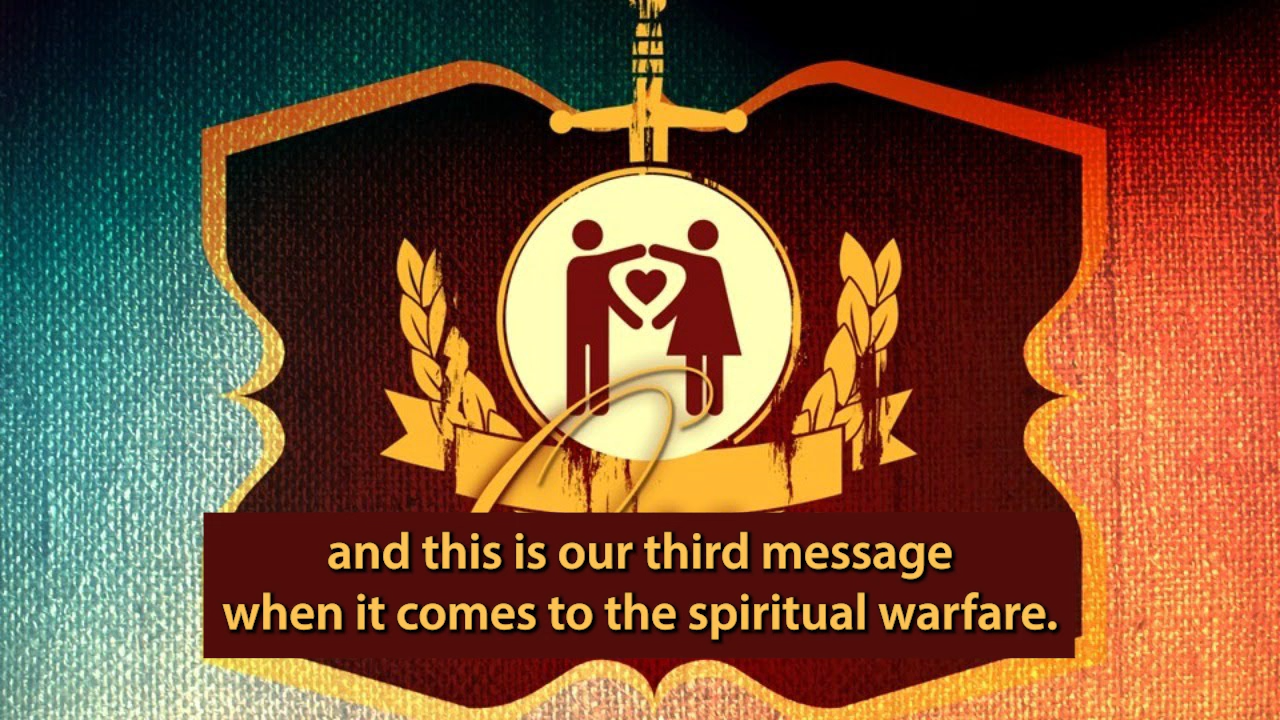 and this is our third message
when it comes to the spiritual warfare.